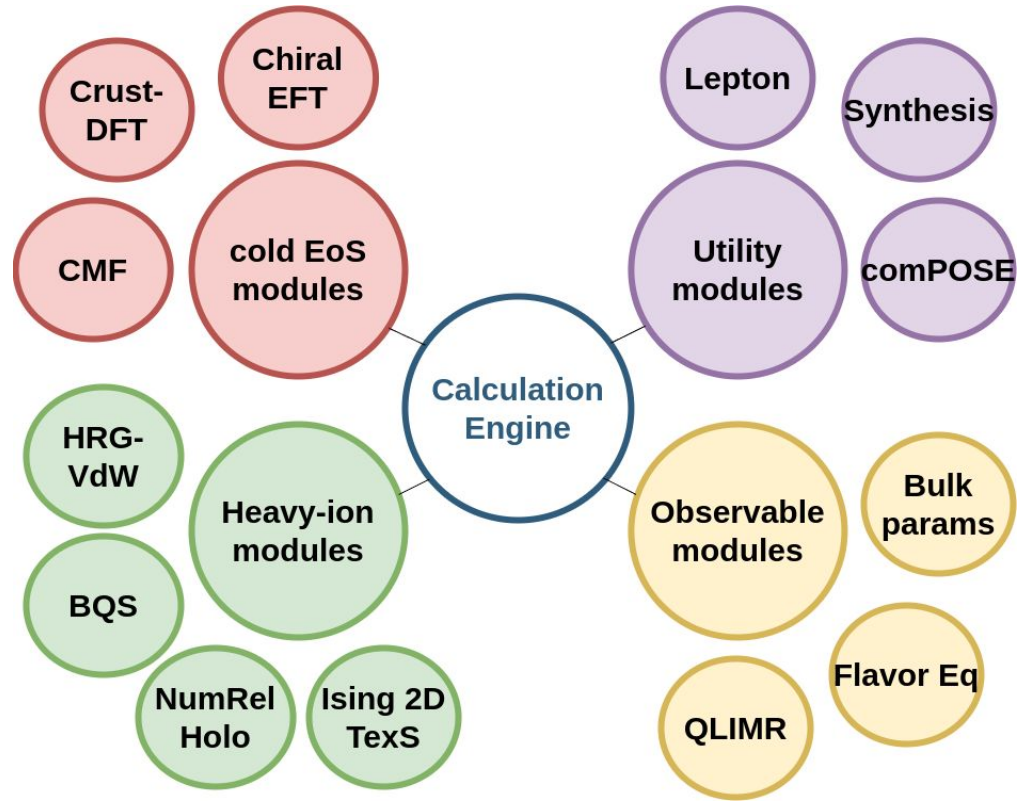 Crust-
DFT
Chiral
EFT
CMF
cold EoS
modules
Lepton
Synthesis
Utility
modules
comPOSE
Calculation
Engine
HRG-
VdW
Heavy-ion
modules
BQS
NumRel
Holo
Ising 2D
TexS
Observable
modules
Bulk
params
Flavor Eq
QLIMR